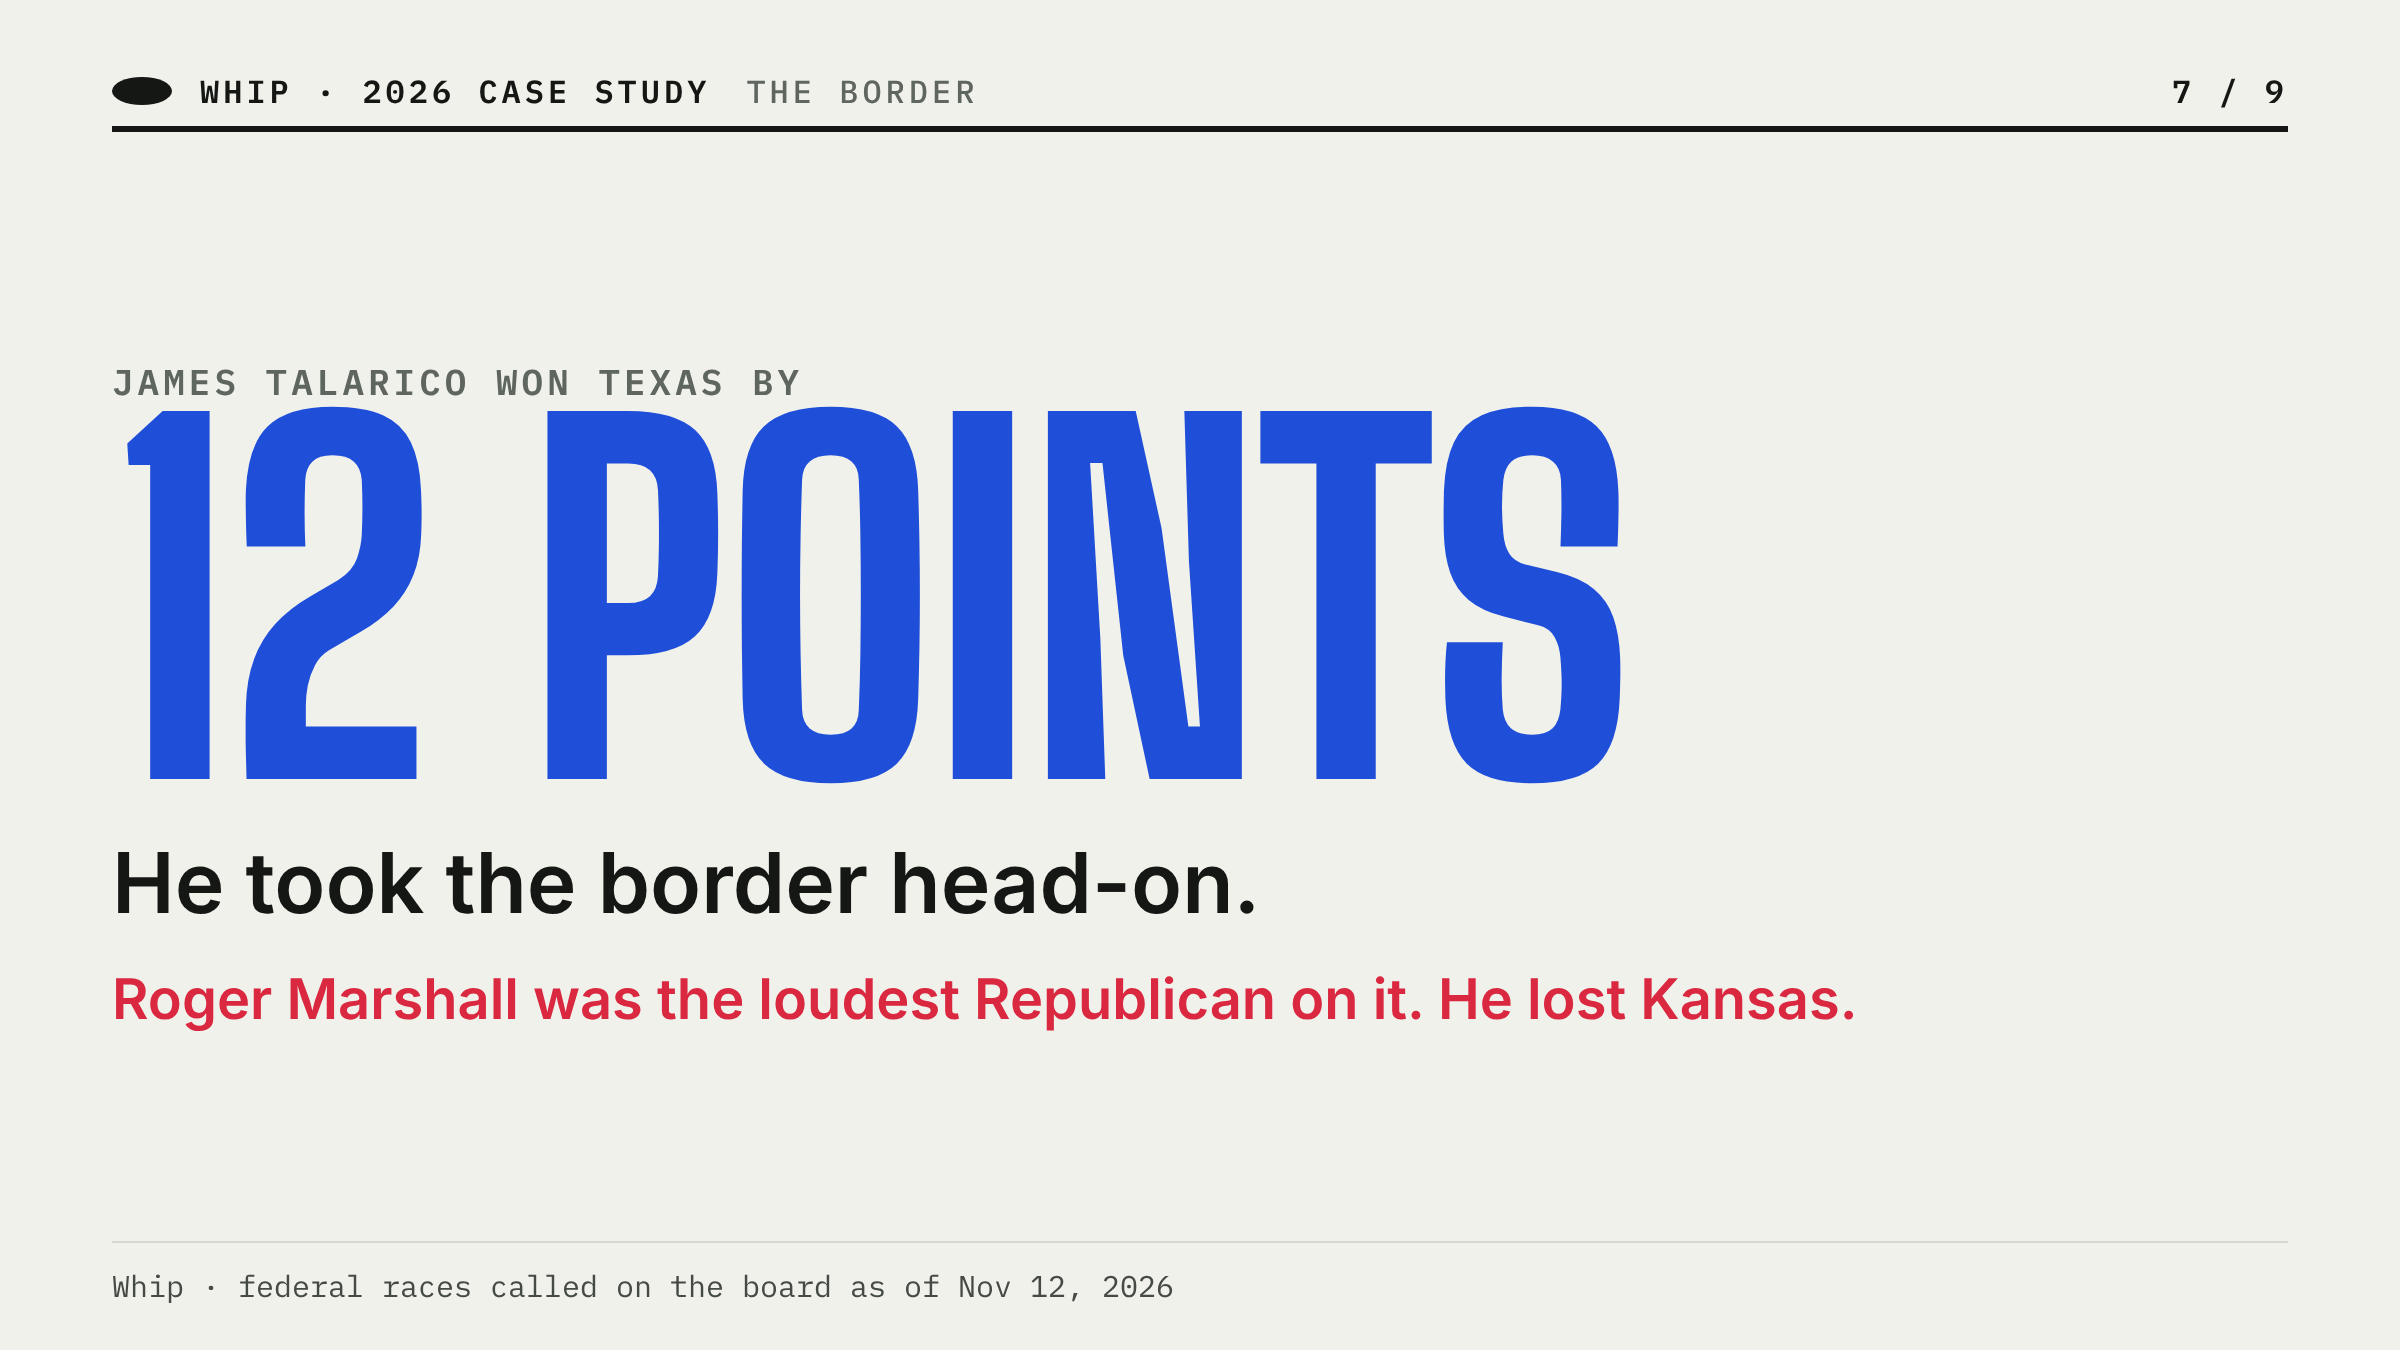 WHIP · 2026 CASE STUDY THE BORDER 7 / 9
JAMES TALARICO WON TEXAS BY
12 POINTS
He took the border head-on.
Roger Marshall was the loudest Republican on it. He lost Kansas.
Whip · federal races called on the board as of Nov 12, 2026